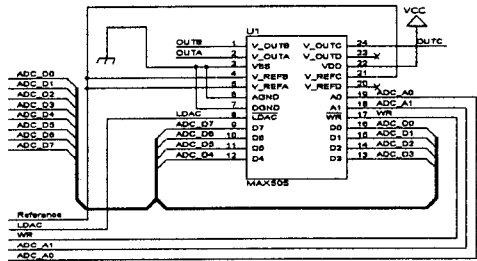 U1
VCC
OUTB 1 V_OUTB V_OUTC 24 OUTC
OUTA 2 V_OUTA V_OUTD 23
3 VSS VDD 22
4 V_REFB V_REFC 21
5 V_REFA V_REFD 20
6 AGND A0 19 ADC_A0
7 DGND A1 18 ADC_A1
LDAC 8 LDAC WR 17 WR
ADC_D7 9 D7 D0 16 ADC_D0
ADC_D6 10 D6 D1 15 ADC_D1
ADC_D5 11 D5 D2 14 ADC_D2
ADC_D4 12 D4 D3 13 ADC_D3
MAX505
ADC_D0
ADC_D1
ADC_D2
ADC_D3
ADC_D4
ADC_D5
ADC_D6
ADC_D7
Reference
LDAC
WR
ADC_A1
ADC_A0